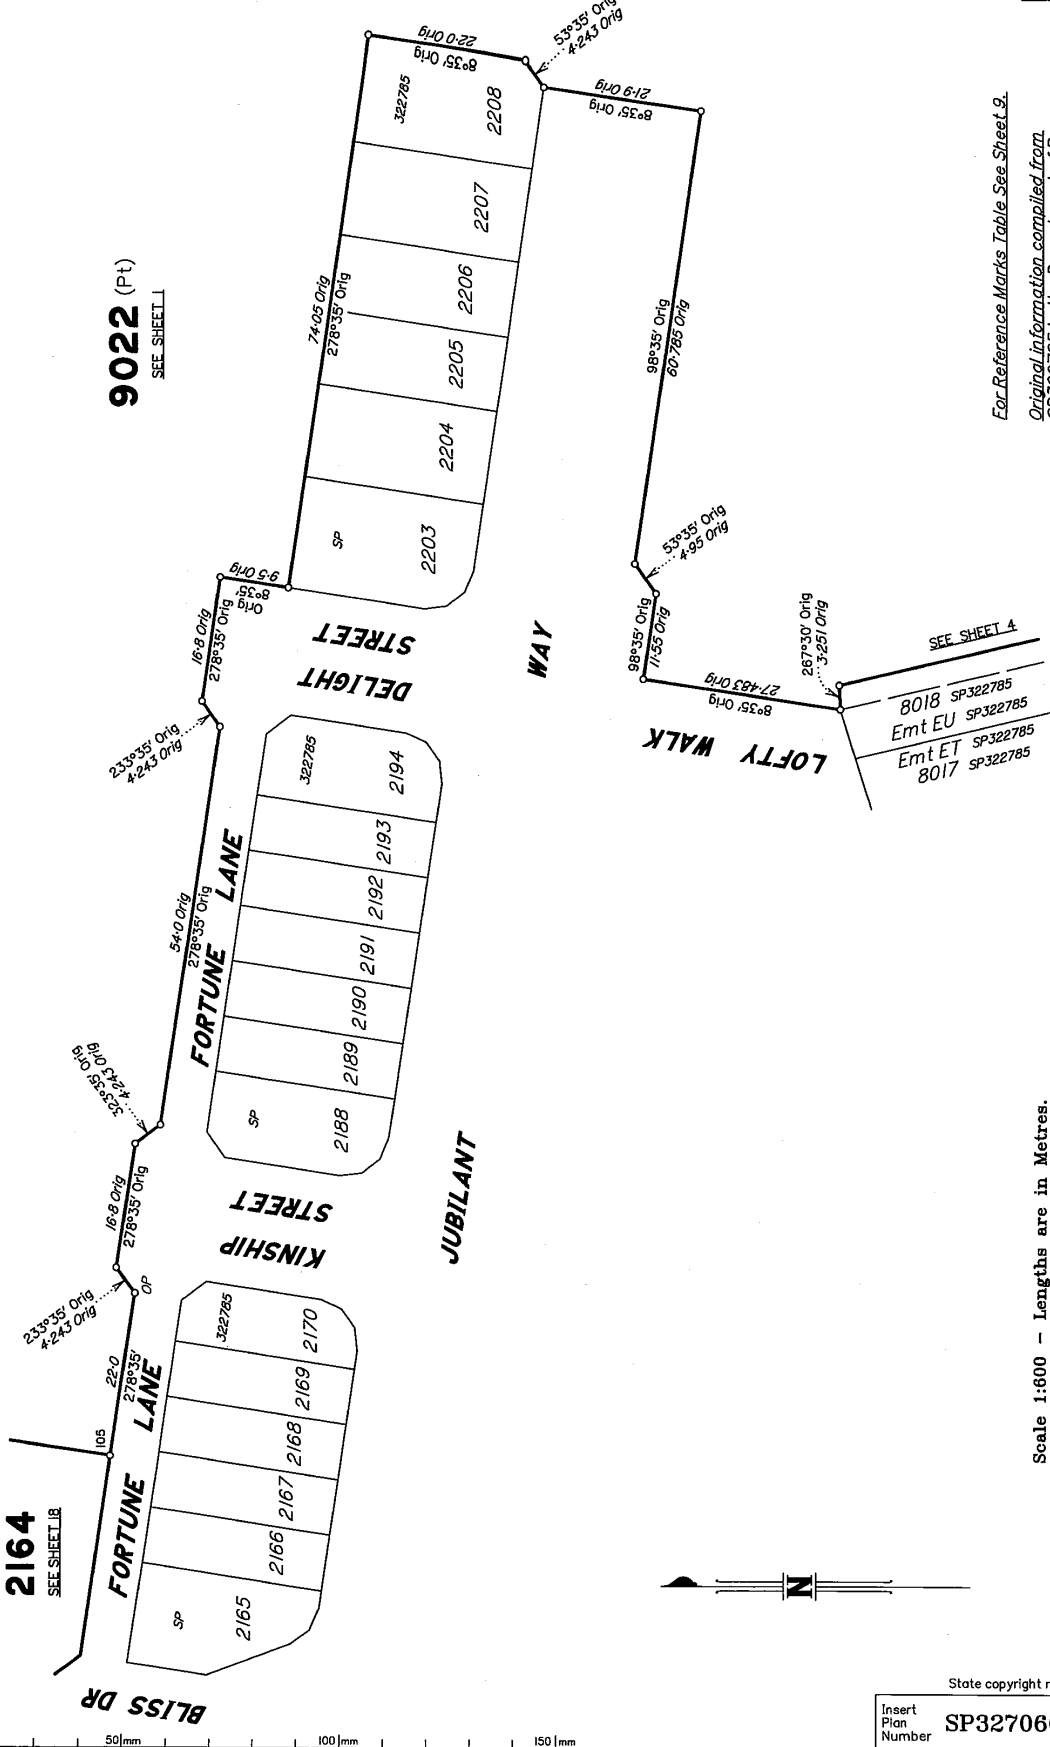 53°35' Orig
4·243 Orig
22·0 Orig
8°35' Orig
322785
2208
21·9 Orig
8°35' Orig
2207
2206
2205
2204
2203
SP
9022 (Pt)
SEE SHEET 1
74·05 Orig
278°35' Orig
98°35' Orig
60·785 Orig
For Reference Marks Table See Sheet 9.
Original information compiled from
53°35' Orig
4·95 Orig
9·5 Orig
8°35'
Orig
16·8 Orig
278°35' Orig
233°35' Orig
4·243 Orig
DELIGHT
STREET
WAY
98°35' Orig
11·55 Orig
27·483 Orig
8°35' Orig
267°30' Orig
3·251 Orig
SEE SHEET 4
8018 SP322785
Emt EU SP322785
Emt ET SP322785
8017 SP322785
LOFTY WALK
322785
2194
2193
2192
2191
2190
2189
2188
SP
54·0 Orig
278°35' Orig
FORTUNE LANE
323°35' Orig
4·243 Orig
16·8 Orig
278°35' Orig
KINSHIP
STREET
JUBILANT
233°35' Orig
4·243 Orig
OP
22·0
278°35'
105
322785
2170
2169
2168
2167
2166
2165
SP
FORTUNE LANE
2164
SEE SHEET 18
BLISS DR
N
Scale 1:600 – Lengths are in Metres.
State copyright
Insert
Plan
Number
SP32706
50 mm
100 mm
150 mm